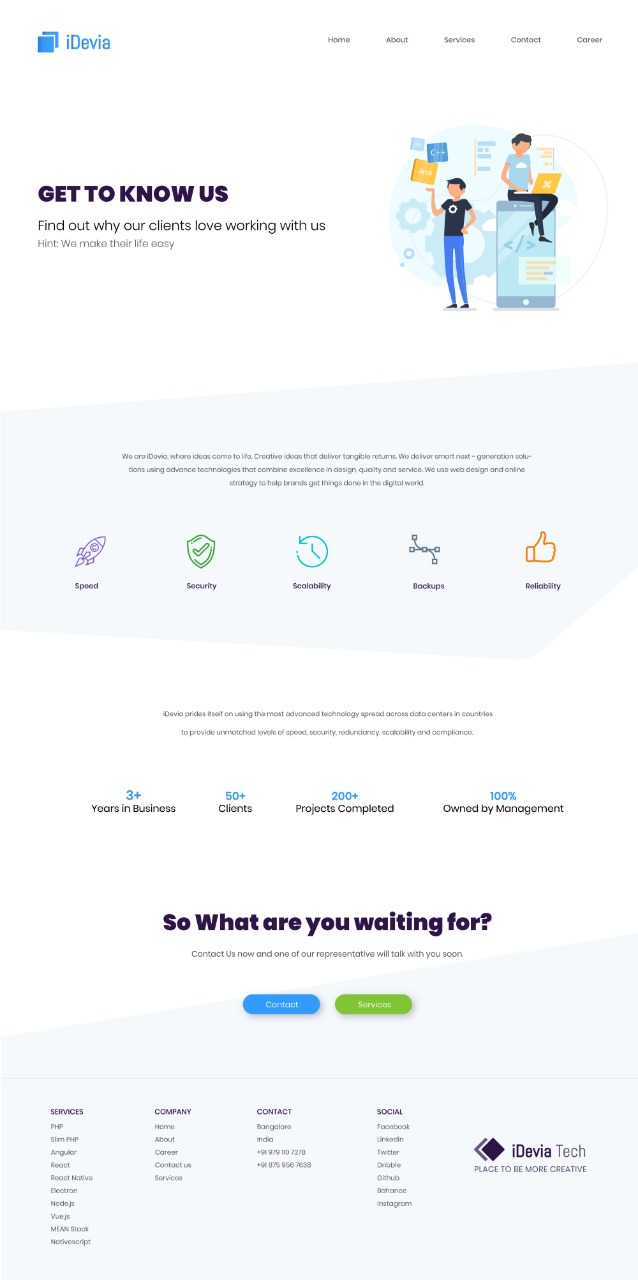 iDevia
Home About Services Contact Career
C++
Java
GET TO KNOW US
Find out why our clients love working with us
Hint: We make their life easy
</>
We are iDevia, where ideas come to life. Creative ideas that deliver tangible returns. We deliver smart next - generation solu-
tions using advance technologies that combine excellence in design, quality and service. We use web design and online
strategy to help brands get things done in the digital world.
Speed Security Scalability Backups Reliability
iDevia prides itself on using the most advanced technology spread across data centers in countries
to provide unmatched levels of speed, security, redundancy, scalability and compliance.
3+ 50+ 200+ 100%
Years in Business Clients Projects Completed Owned by Management
So What are you waiting for?
Contact Us now and one of our representative will talk with you soon.
Contact Services
SERVICES
PHP
Slim PHP
Angular
React
React Native
Electron
Node.js
Vue.js
MEAN Stack
Nativescript
COMPANY
Home
About
Career
Contact us
Services
CONTACT
Bangalore
India
+91 979 110 7278
+91 875 956 7638
SOCIAL
Facebook
Linkedin
Twitter
Dribble
Github
Behance
Instagram
iDevia Tech
PLACE TO BE MORE CREATIVE